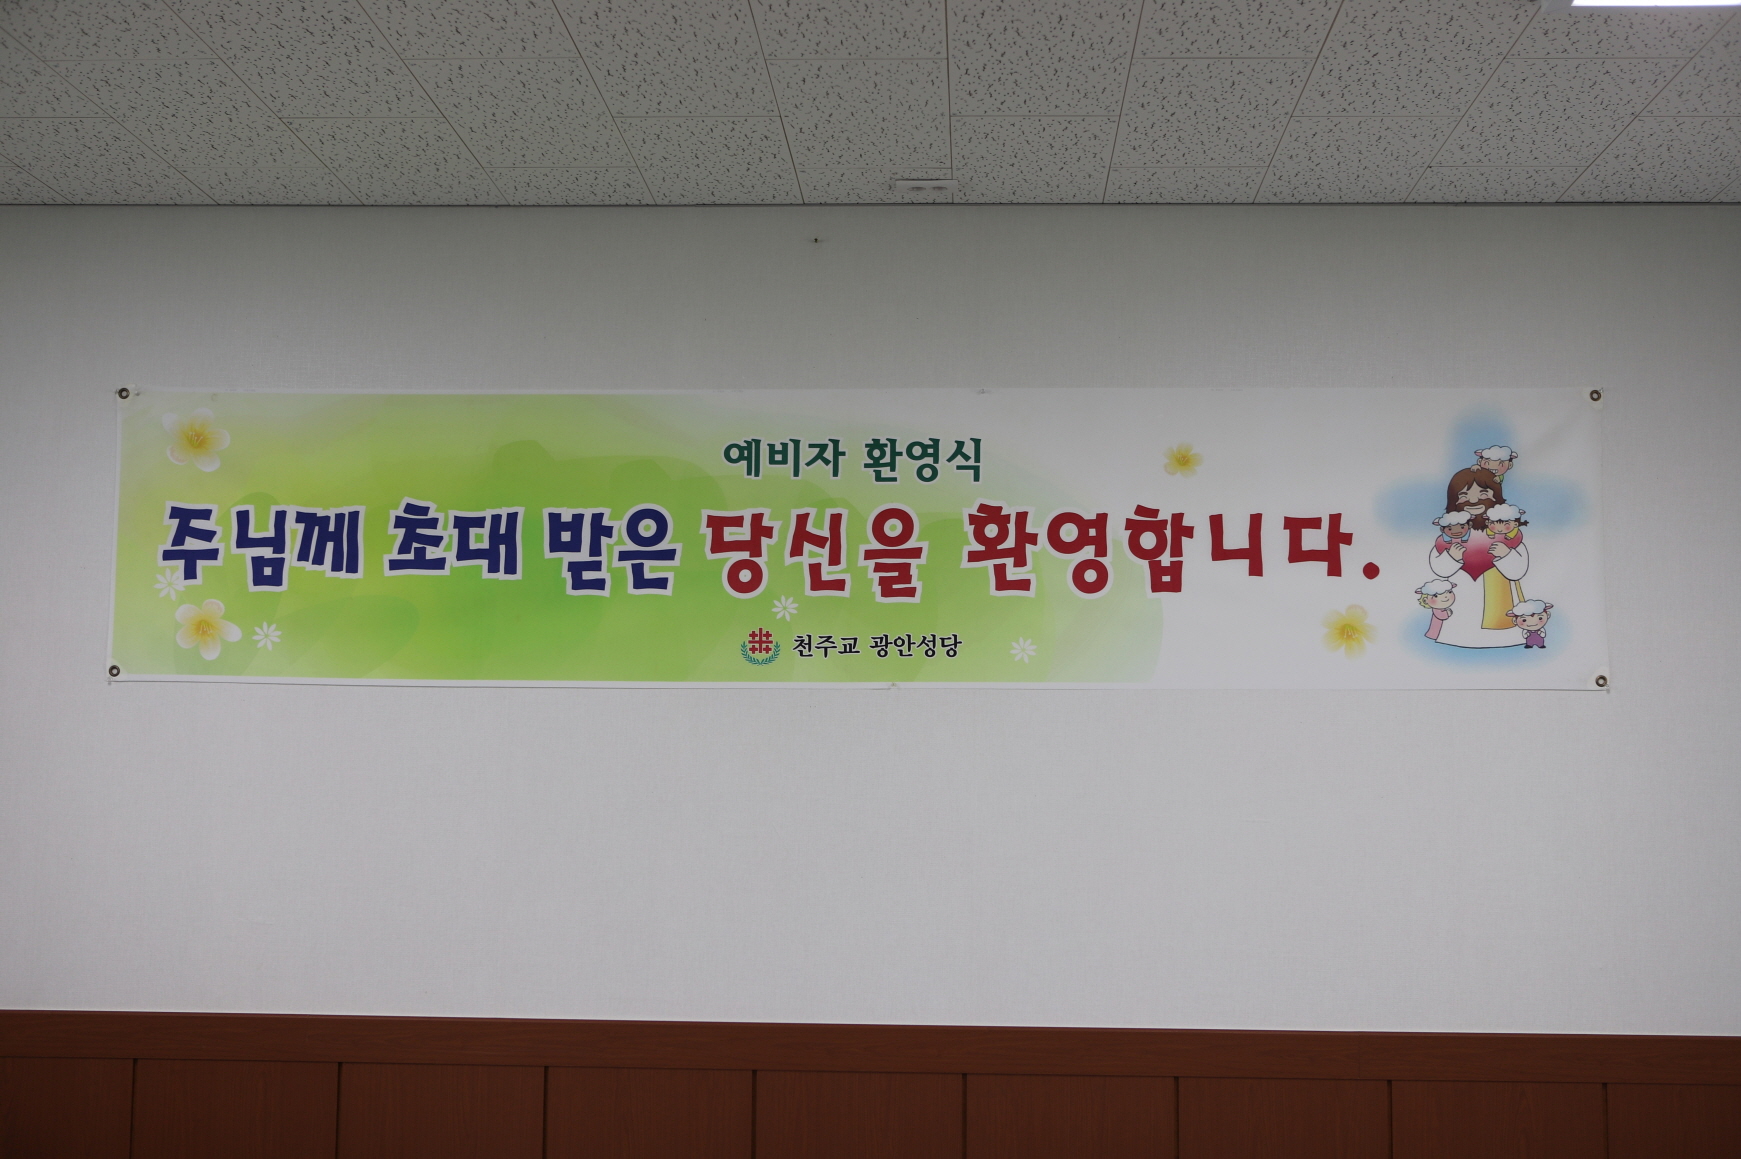 예비자 환영식
주님께 초대 받은 당신을 환영합니다.
천주교 광안성당